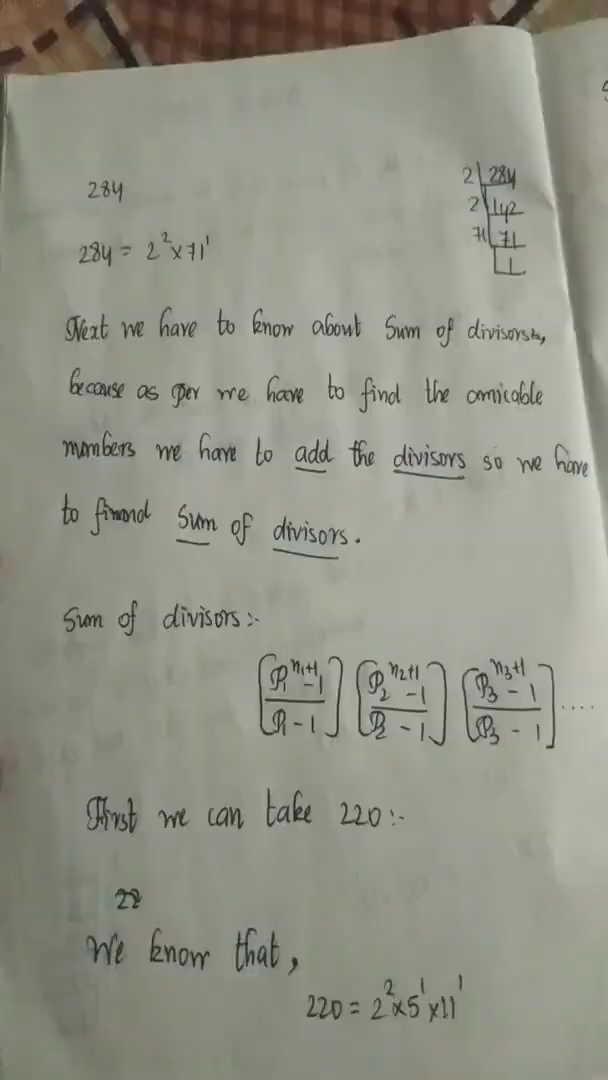 284
2 | 284
2 | 142
71 | 71
1
284 = 2² × 71¹
Next we have to know about Sum of divisors,
because as per we have to find the amicable
mombers we have to add the divisors so we have
to find Sum of divisors.
Sum of divisors :-
[P₁^(n₁+1) - 1 / P₁ - 1] [P₂^(n₂+1) - 1 / P₂ - 1] [P₃^(n₃+1) - 1 / P₃ - 1] ....
First we can take 220 :-
22
We know that,
220 = 2² × 5¹ × 11¹